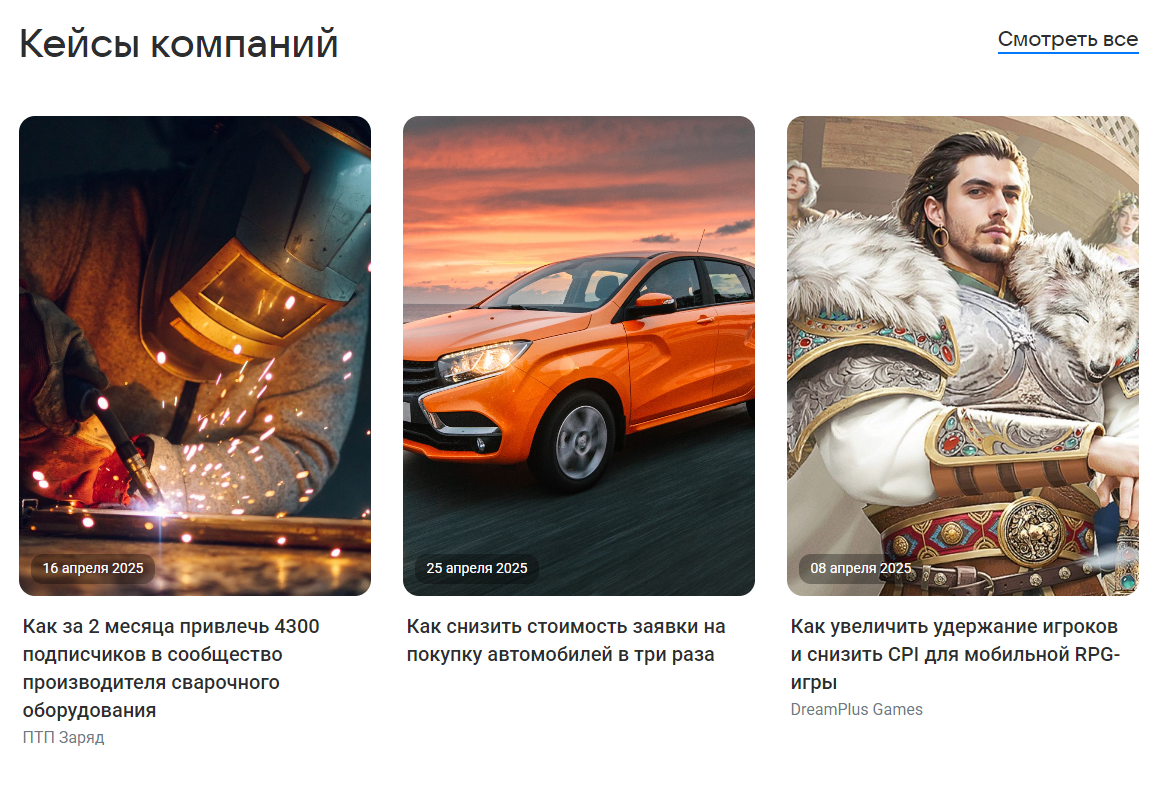 Кейсы компаний
Смотреть все
16 апреля 2025
Как за 2 месяца привлечь 4300
подписчиков в сообщество
производителя сварочного
оборудования
ПТП Заряд
25 апреля 2025
Как снизить стоимость заявки на
покупку автомобилей в три раза
08 апреля 2025
Как увеличить удержание игроков
и снизить CPI для мобильной RPG-
игры
DreamPlus Games